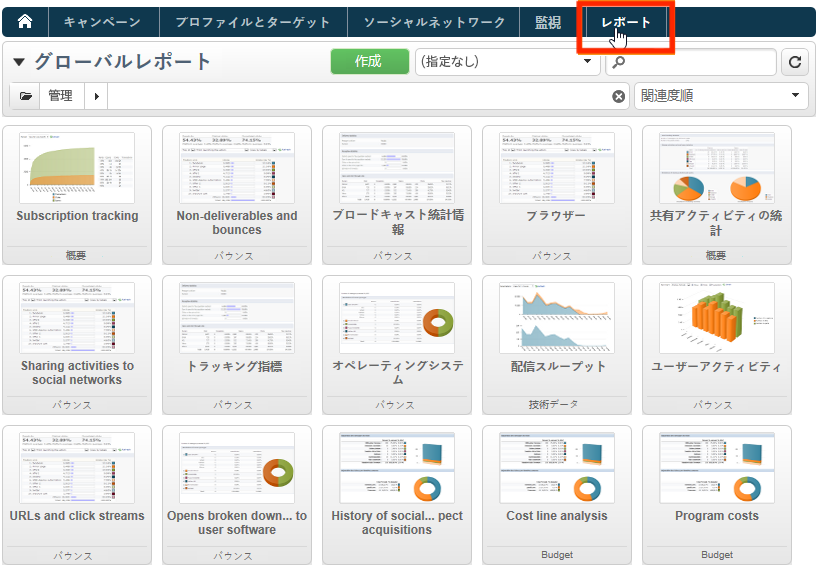 キャンペーン プロファイルとターゲット ソーシャルネットワーク 監視 レポート
グローバルレポート 作成 (指定なし)
管理 関連度順
Subscription tracking
概要
Non-deliverables and
bounces
バウンス
ブロードキャスト統計情
報
バウンス
ブラウザー
バウンス
共有アクティビティの統
計
概要
Sharing activities to
social networks
バウンス
トラッキング指標
バウンス
オペレーティングシステ
ム
バウンス
配信スループット
技術データ
ユーザーアクティビティ
バウンス
URLs and click streams
バウンス
Opens broken down... to
user software
バウンス
History of social... pect
acquisitions
Cost line analysis
Budget
Program costs
Budget